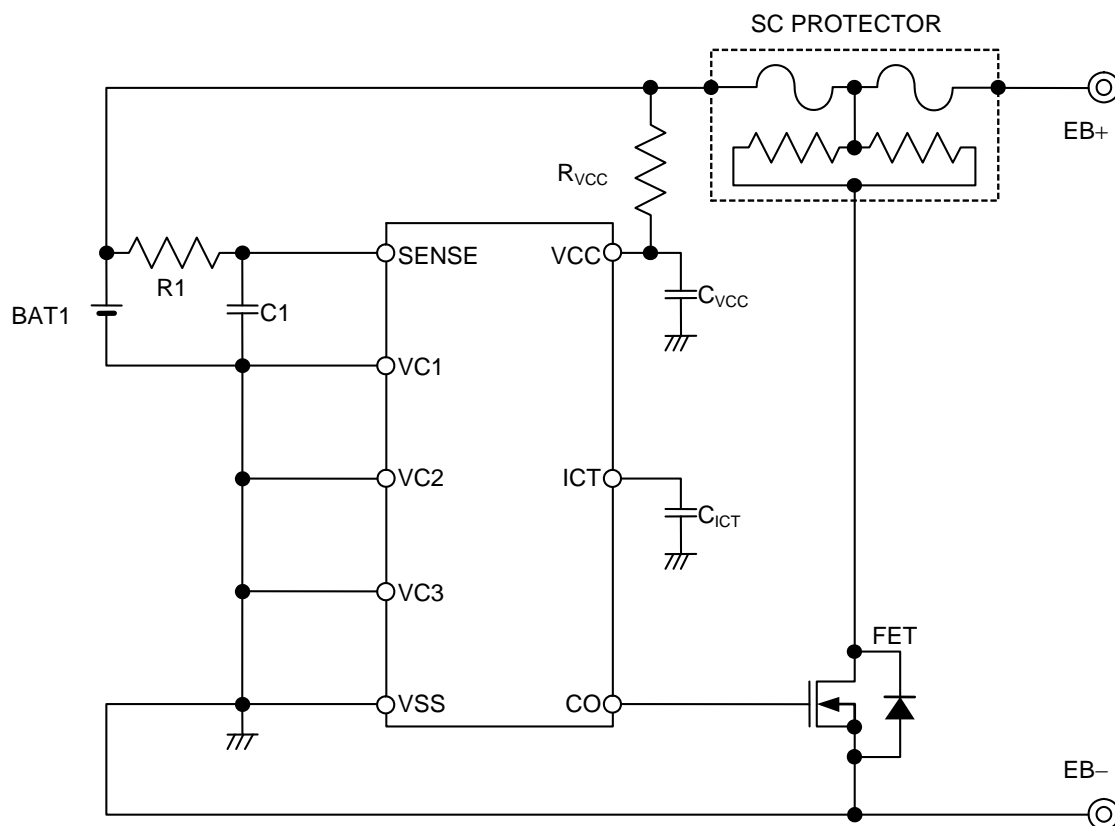 SC PROTECTOR
EB+
RVCC
SENSE
VCC
R1
BAT1
C1
CVCC
VC1
VC2
ICT
CICT
VC3
FET
VSS
CO
EB−